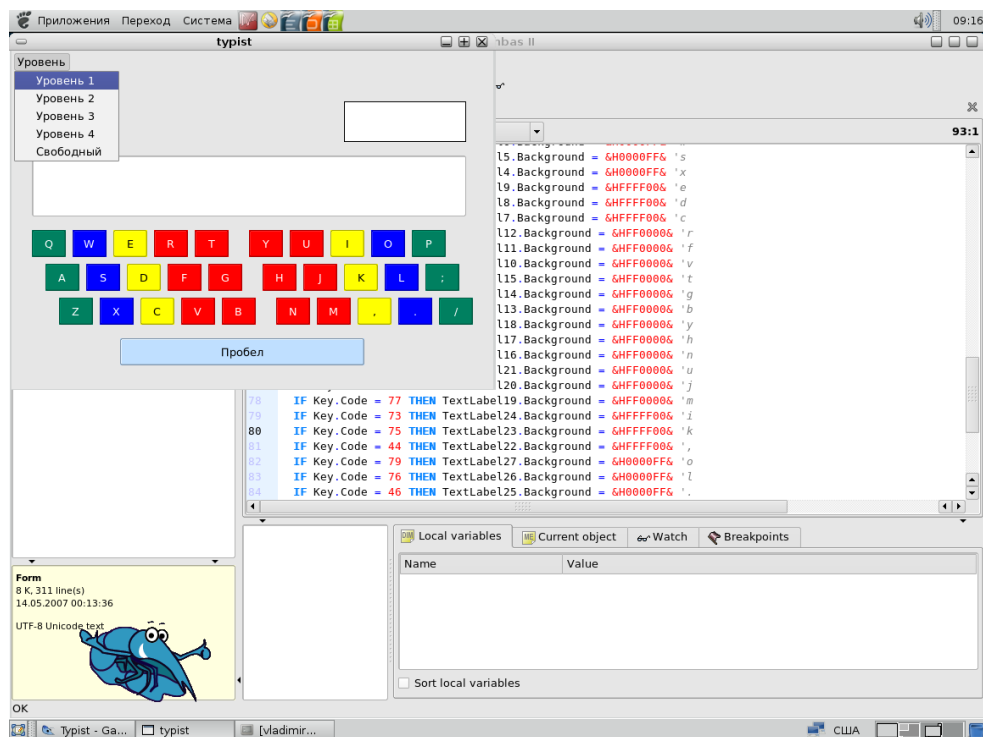 Приложения Переход Система
09:16
typist
nbas II
Уровень
Уровень 1
Уровень 2
Уровень 3
Уровень 4
Свободный
93:1
l5.Background = &H0000FF& 's
l4.Background = &H0000FF& 'x
l9.Background = &HFFFF00& 'e
l8.Background = &HFFFF00& 'd
l7.Background = &HFFFF00& 'c
l12.Background = &HFF0000& 'r
l11.Background = &HFF0000& 'f
l10.Background = &HFF0000& 'v
l15.Background = &HFF0000& 't
l14.Background = &HFF0000& 'g
l13.Background = &HFF0000& 'b
l18.Background = &HFF0000& 'y
l17.Background = &HFF0000& 'h
l16.Background = &HFF0000& 'n
l21.Background = &HFF0000& 'u
l20.Background = &HFF0000& 'j
78 IF Key.Code = 77 THEN TextLabel19.Background = &HFF0000& 'm
79 IF Key.Code = 73 THEN TextLabel24.Background = &HFFFF00& 'i
80 IF Key.Code = 75 THEN TextLabel23.Background = &HFFFF00& 'k
81 IF Key.Code = 44 THEN TextLabel22.Background = &HFFFF00& ',
82 IF Key.Code = 79 THEN TextLabel27.Background = &H0000FF& 'o
83 IF Key.Code = 76 THEN TextLabel26.Background = &H0000FF& 'l
84 IF Key.Code = 46 THEN TextLabel25.Background = &H0000FF& '.
Q W E R T Y U I O P
A S D F G H J K L ;
Z X C V B N M , . /
Пробел
Local variables Current object Watch Breakpoints
Name Value
Sort local variables
Form
8 K, 311 line(s)
14.05.2007 00:13:36
UTF-8 Unicode text
OK
Typist - Ga... typist [vladimir... США